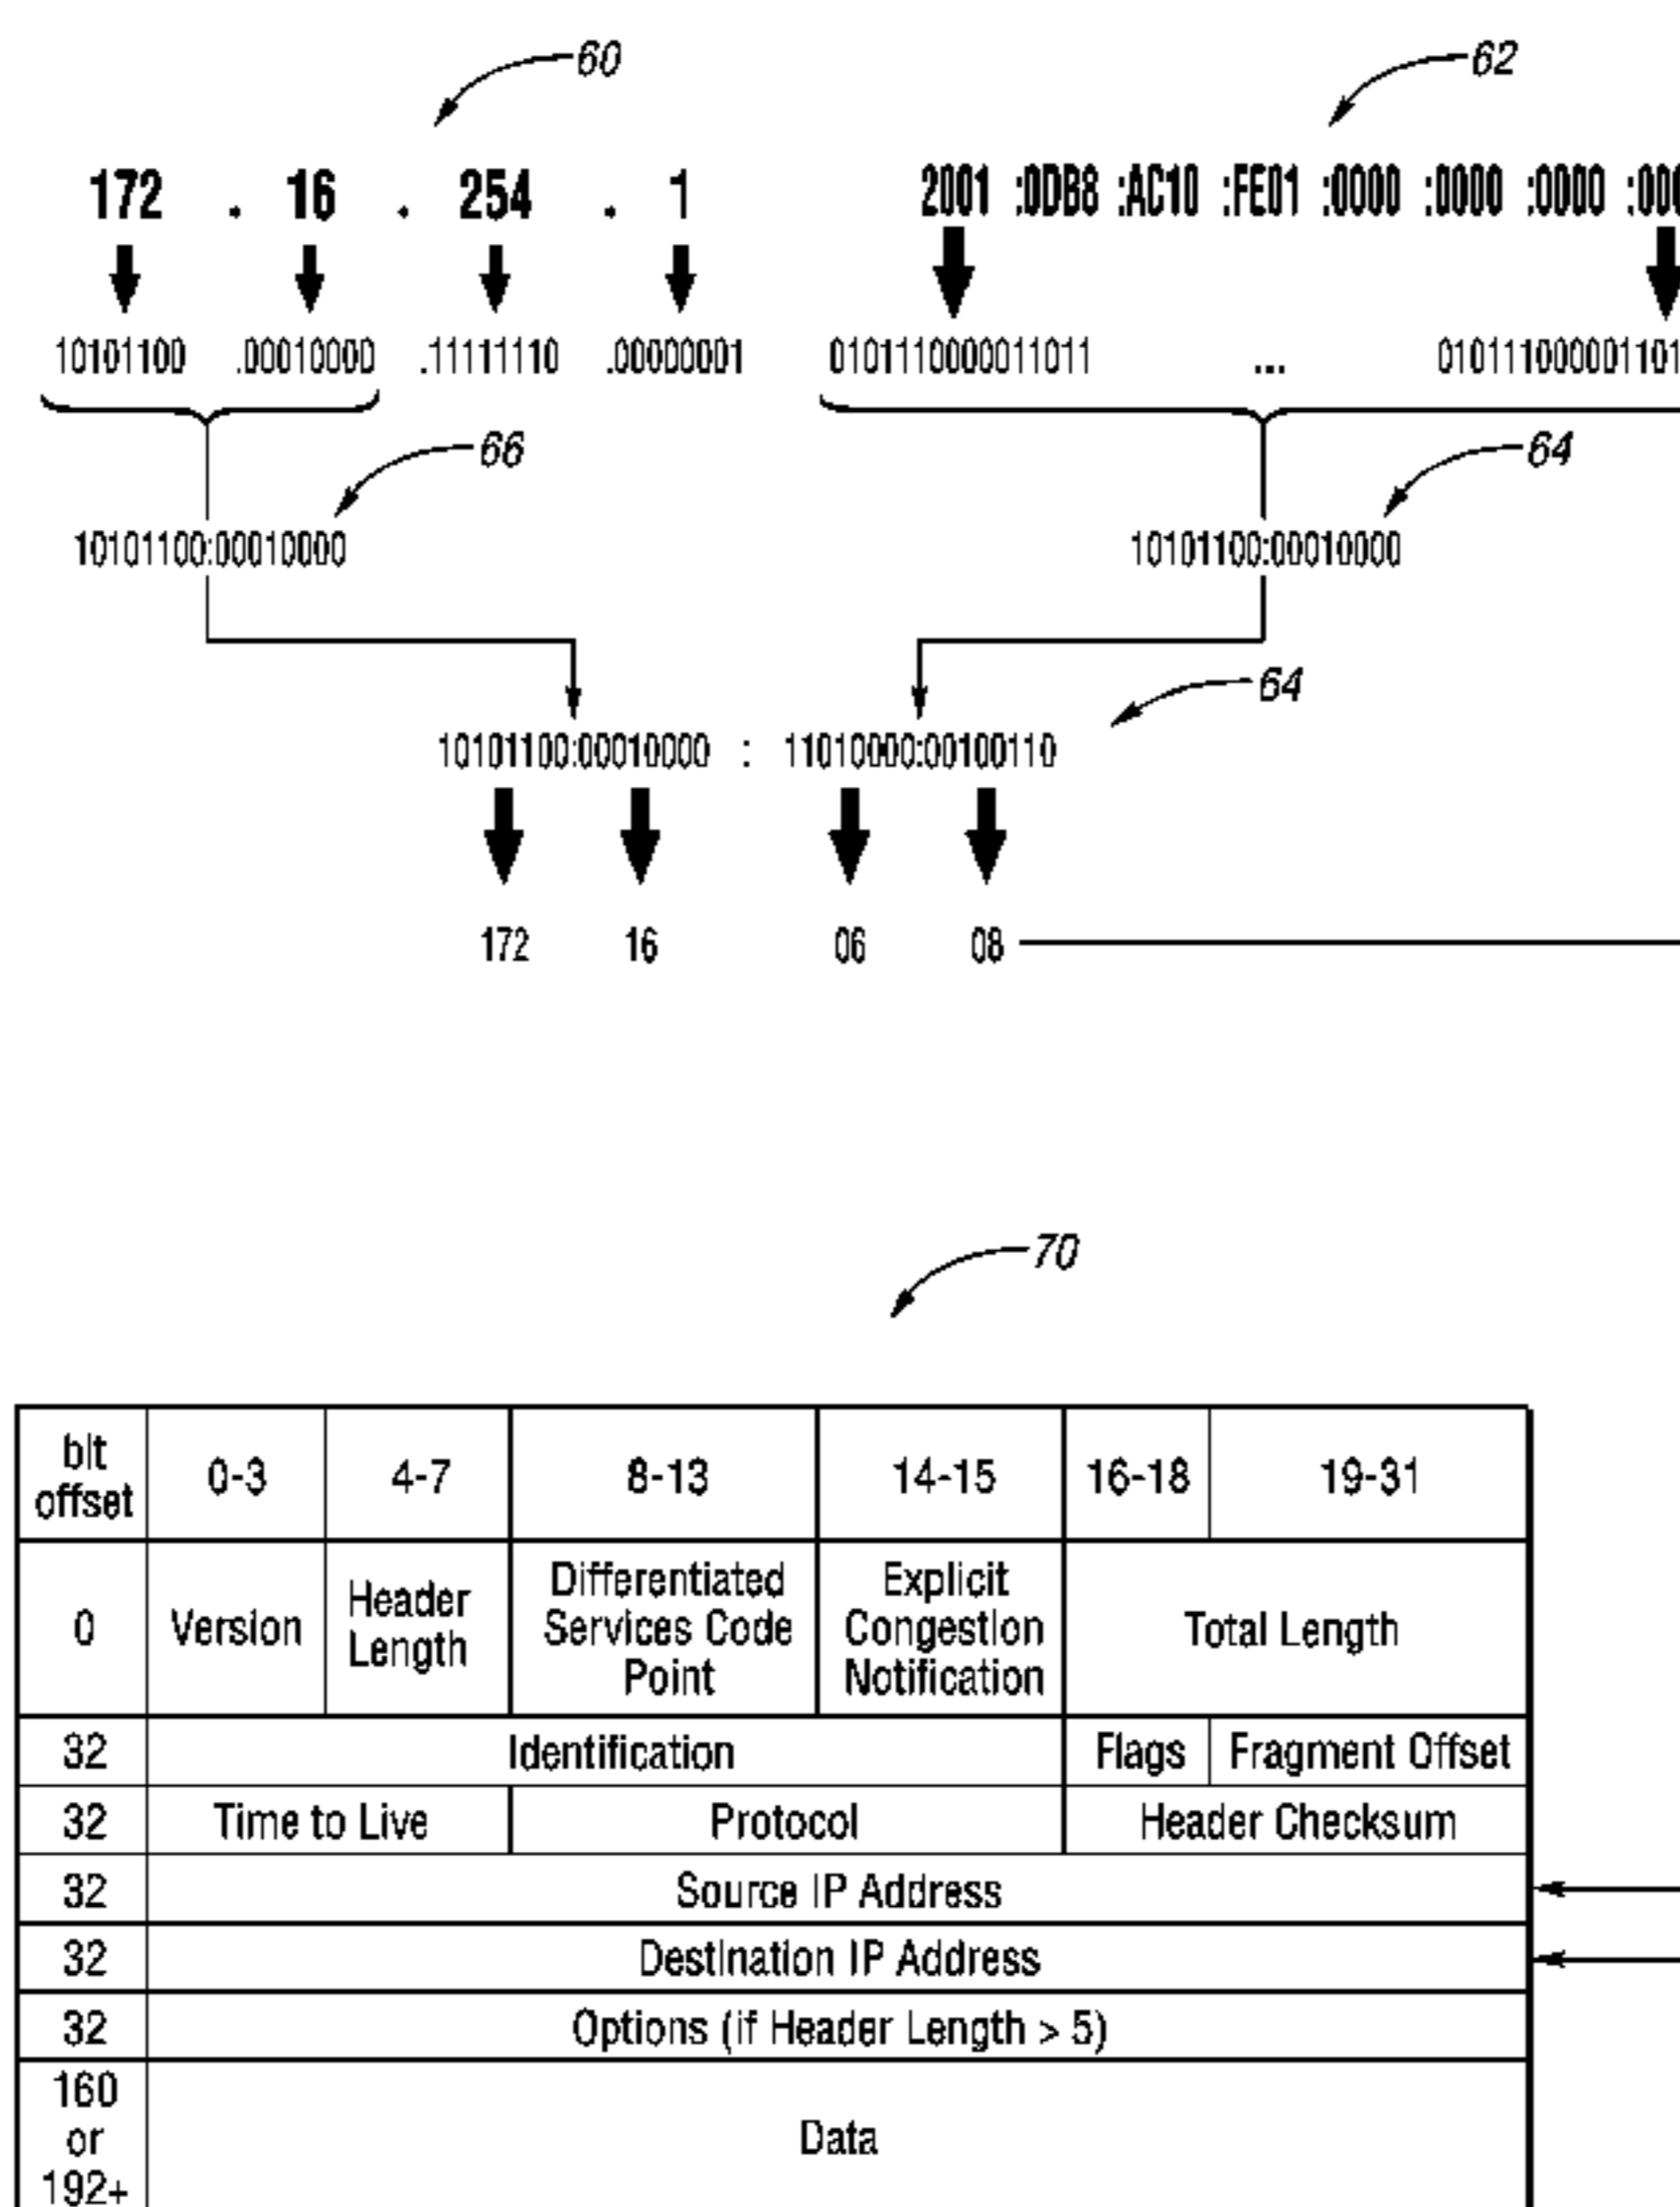 60
62
172 . 16 . 254 . 1
2001 :0DB8 :AC10 :FE01 :0000 :0000 :0000
10101100 .00010000 .11111110 .00000001
0101110000011011 ... 010111000001101
66
64
10101100:00010000
10101100:00010000
64
10101100:00010000 : 11010000:00100110
172 16 06 08
70
bit offset 0-3 4-7 8-13 14-15 16-18 19-31
0 Version Header Length Differentiated Services Code Point Explicit Congestion Notification Total Length
32 Identification Flags Fragment Offset
32 Time to Live Protocol Header Checksum
32 Source IP Address
32 Destination IP Address
32 Options (if Header Length > 5)
160 or 192+ Data